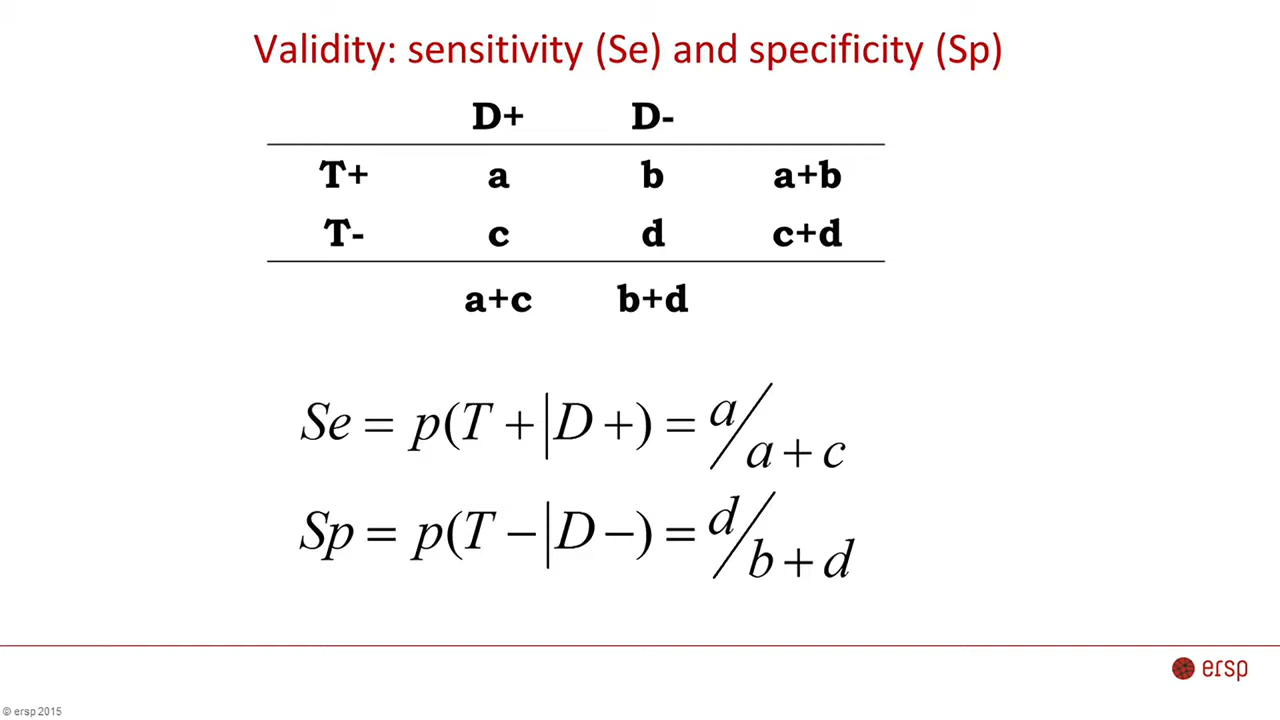 Validity: sensitivity (Se) and specificity (Sp)
D+ D-
T+ a b a+b
T- c d c+d
a+c b+d
Se = p(T+|D+) = a/a+c
Sp = p(T-|D-) = d/b+d
ersp
© ersp 2015